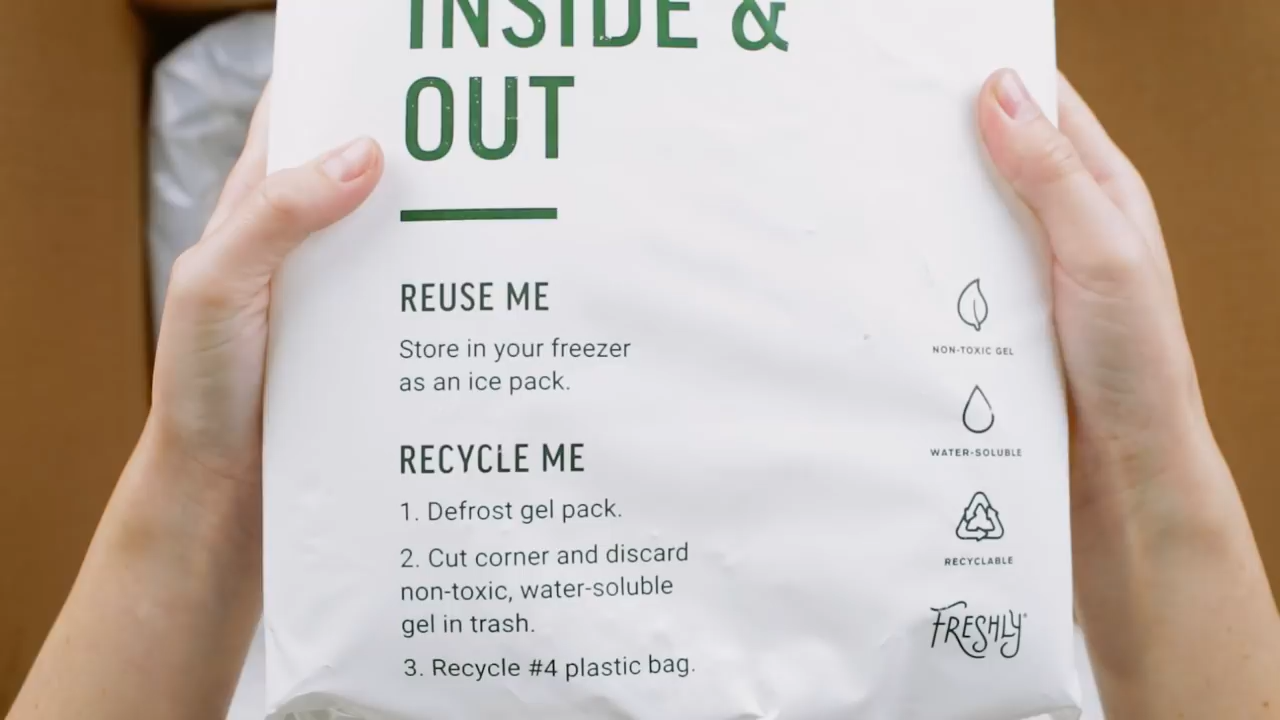 INSIDE &
OUT
REUSE ME
Store in your freezer
as an ice pack.
RECYCLE ME
1. Defrost gel pack.
2. Cut corner and discard
non-toxic, water-soluble
gel in trash.
3. Recycle #4 plastic bag.
NON-TOXIC GEL
WATER-SOLUBLE
RECYCLABLE
FRESHLY®